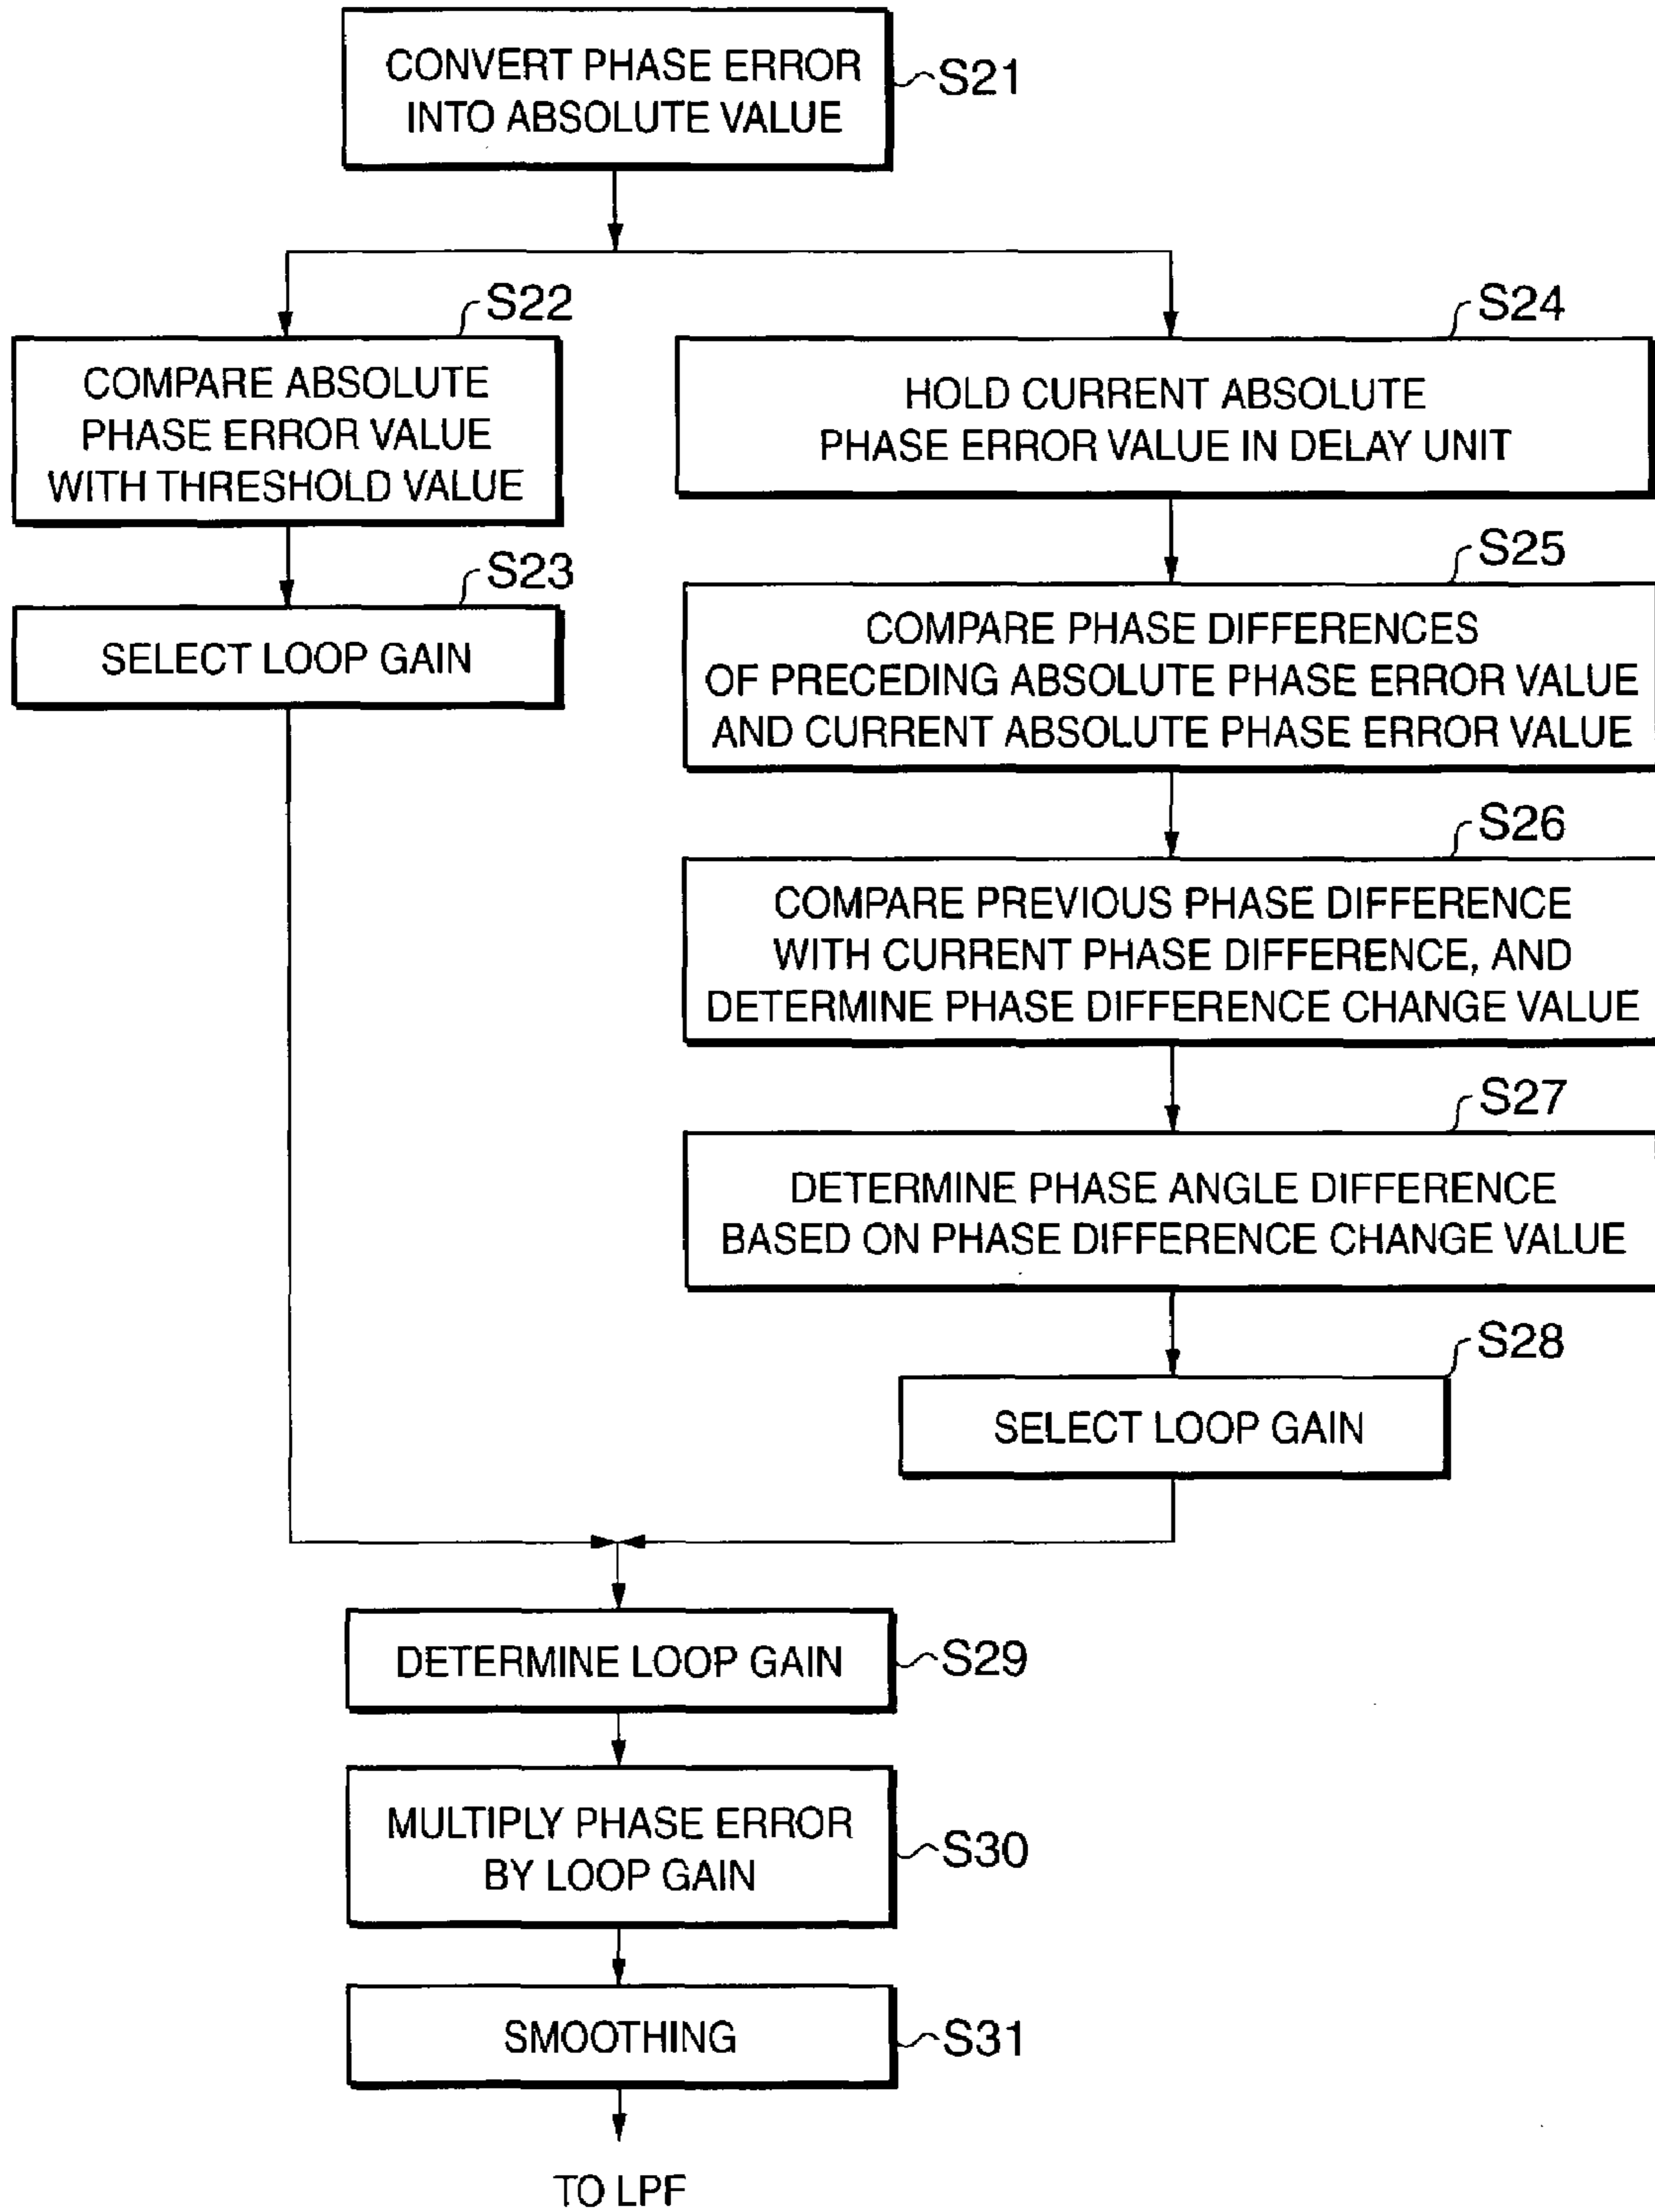 CONVERT PHASE ERROR
INTO ABSOLUTE VALUE
S21
S22
COMPARE ABSOLUTE
PHASE ERROR VALUE
WITH THRESHOLD VALUE
S23
SELECT LOOP GAIN
S24
HOLD CURRENT ABSOLUTE
PHASE ERROR VALUE IN DELAY UNIT
S25
COMPARE PHASE DIFFERENCES
OF PRECEDING ABSOLUTE PHASE ERROR VALUE
AND CURRENT ABSOLUTE PHASE ERROR VALUE
S26
COMPARE PREVIOUS PHASE DIFFERENCE
WITH CURRENT PHASE DIFFERENCE, AND
DETERMINE PHASE DIFFERENCE CHANGE VALUE
S27
DETERMINE PHASE ANGLE DIFFERENCE
BASED ON PHASE DIFFERENCE CHANGE VALUE
S28
SELECT LOOP GAIN
DETERMINE LOOP GAIN
S29
MULTIPLY PHASE ERROR
BY LOOP GAIN
S30
SMOOTHING
S31
TO LPF